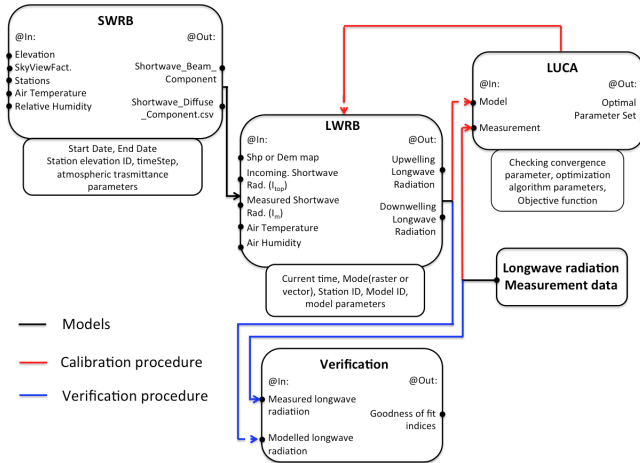 SWRB
@In:
@Out:
Elevation
SkyViewFact.
Stations
Air Temperature
Relative Humidity
Shortwave_Beam_
Component
Shortwave_Diffuse
_Component.csv
Start Date, End Date
Station elevation ID, timeStep,
atmospheric trasmittance
parameters
LWRB
@In:
@Out:
Shp or Dem map
Incoming. Shortwave
Rad. (Itop)
Measured Shortwave
Rad. (Im)
Air Temperature
Air Humidity
Upwelling
Longwave
Radiation
Downwelling
Longwave
Radiation
Current time, Mode(raster or
vector), Station ID, Model ID,
model parameters
LUCA
@In:
@Out:
Model
Measurement
Optimal
Parameter Set
Checking convergence
parameter, optimization
algorithm parameters,
Objective function
Longwave radiation
Measurement data
Models
Calibration procedure
Verification procedure
Verification
@In:
@Out:
Measured longwave
radiatiion
Modelled longwave
radiation
Goodness of fit
indices